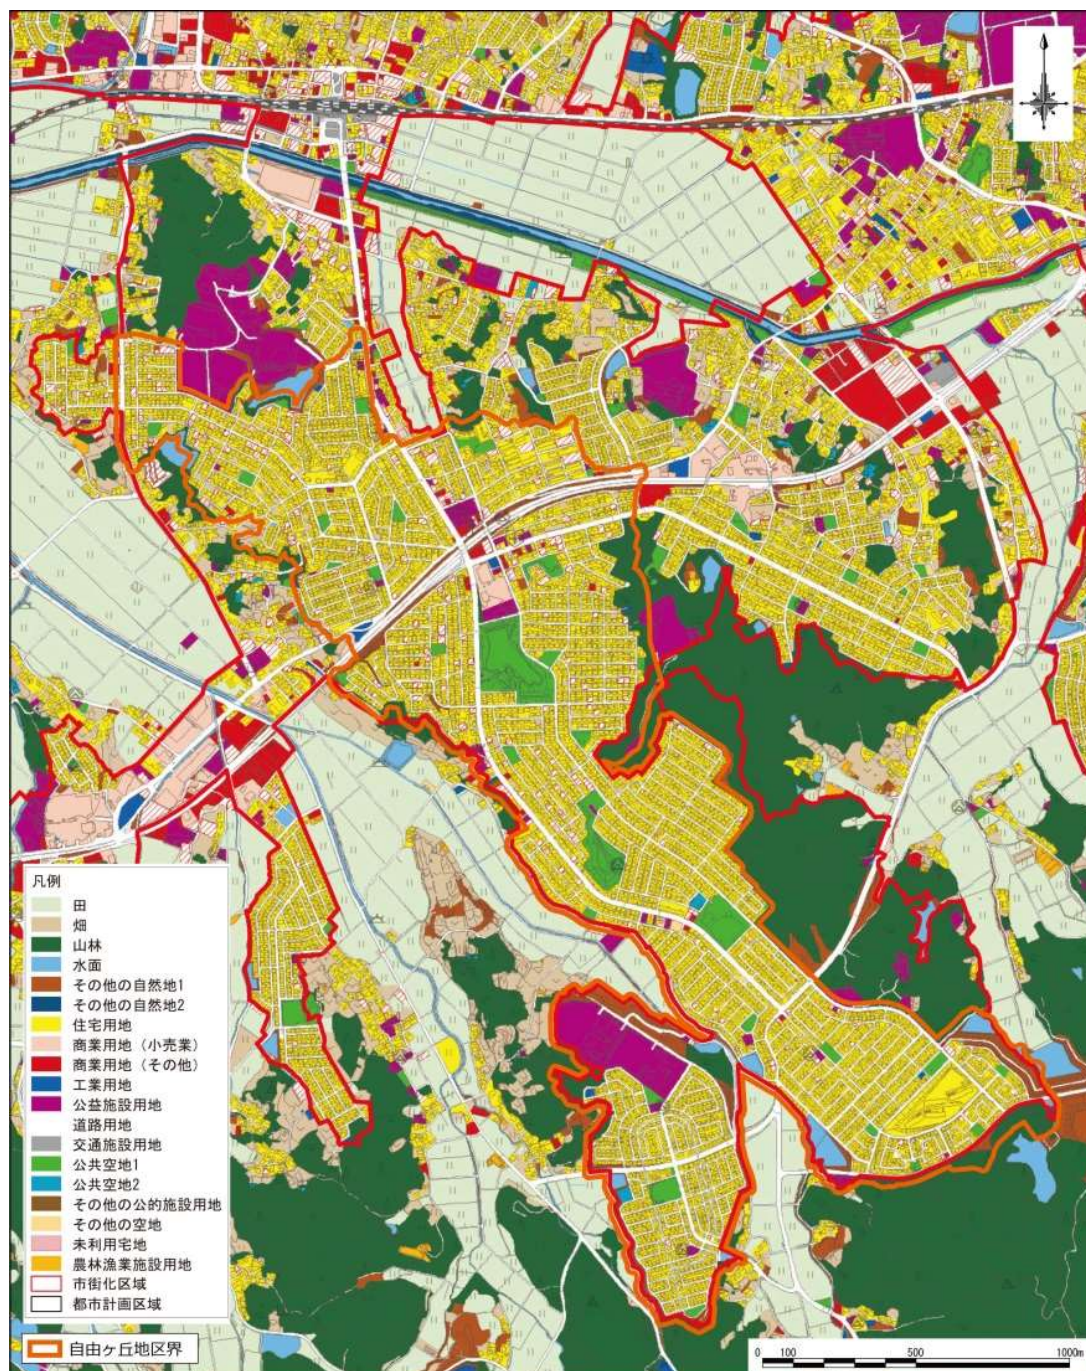 凡例
田
畑
山林
水面
その他の自然地1
その他の自然地2
住宅用地
商業用地（小売業）
商業用地（その他）
工業用地
公益施設用地
道路用地
交通施設用地
公共空地1
公共空地2
その他の公的施設用地
その他の空地
未利用宅地
農林漁業施設用地
市街化区域
都市計画区域
自由ヶ丘地区界
0 100 500 1000m